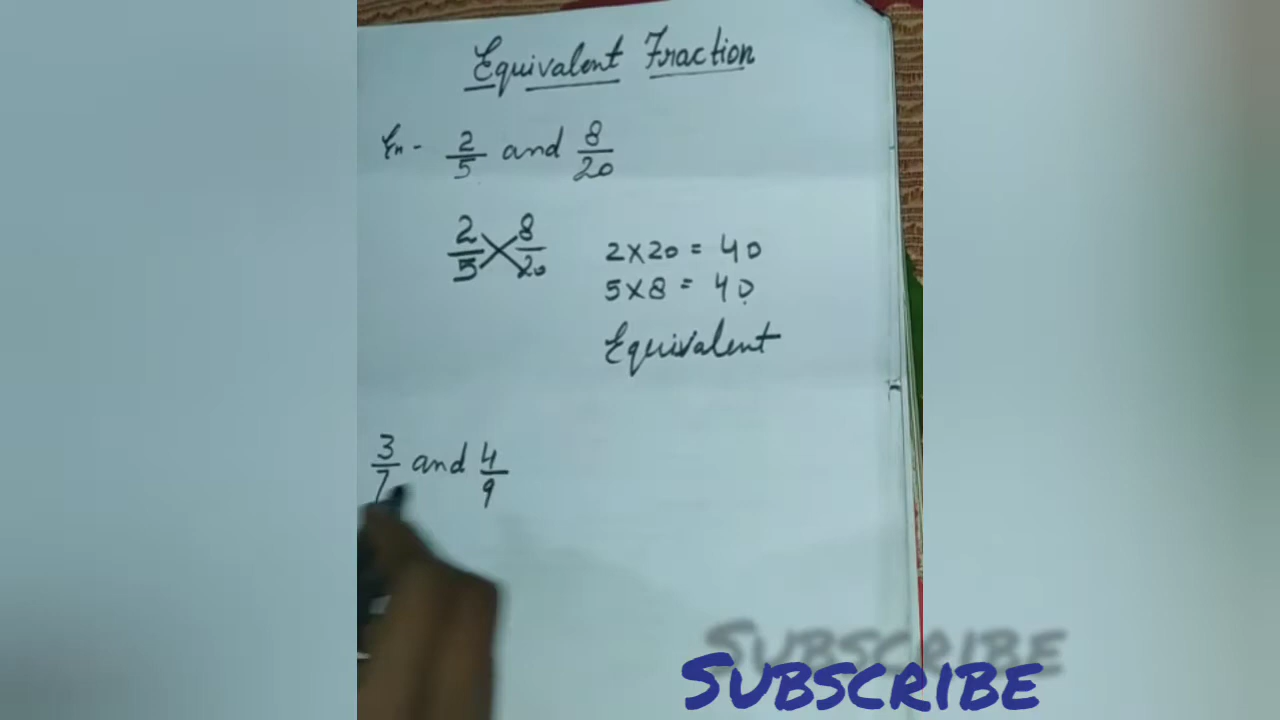 Equivalent Fraction
Ex - 2/5 and 8/20
2/5 × 8/20
2×20 = 40
5×8 = 40
Equivalent
3/7 and 4/9
SUBSCRIBE